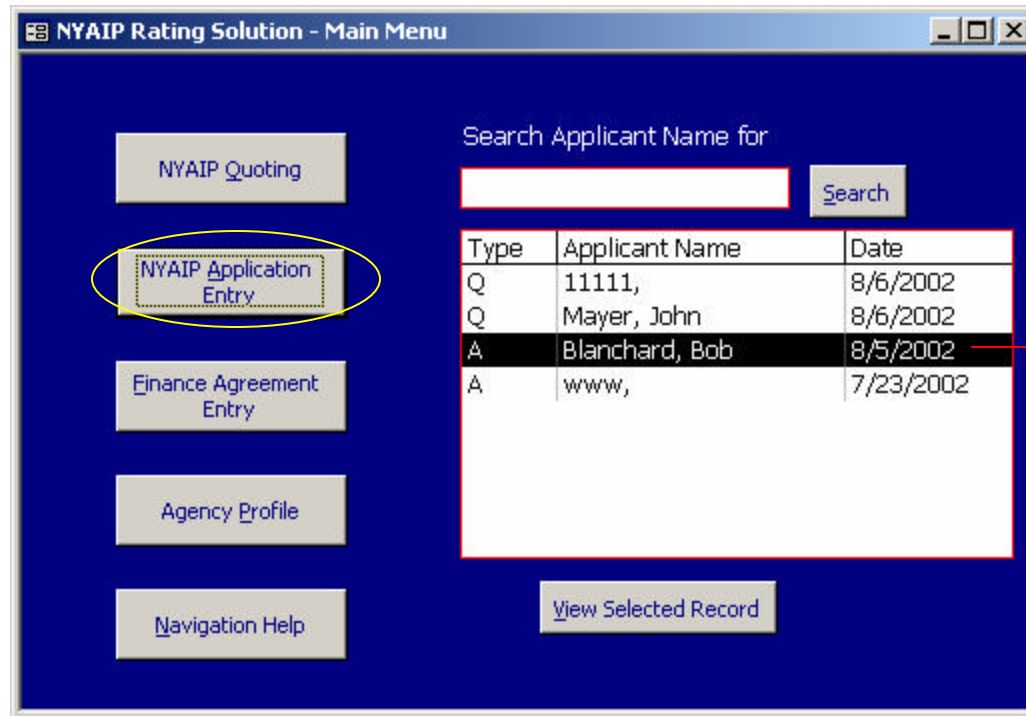 NYAIP Rating Solution - Main Menu
NYAIP Quoting
NYAIP Application
Entry
Finance Agreement
Entry
Agency Profile
Navigation Help
Search Applicant Name for
Search
Type Applicant Name Date
Q 11111, 8/6/2002
Q Mayer, John 8/6/2002
A Blanchard, Bob 8/5/2002
A www, 7/23/2002
View Selected Record